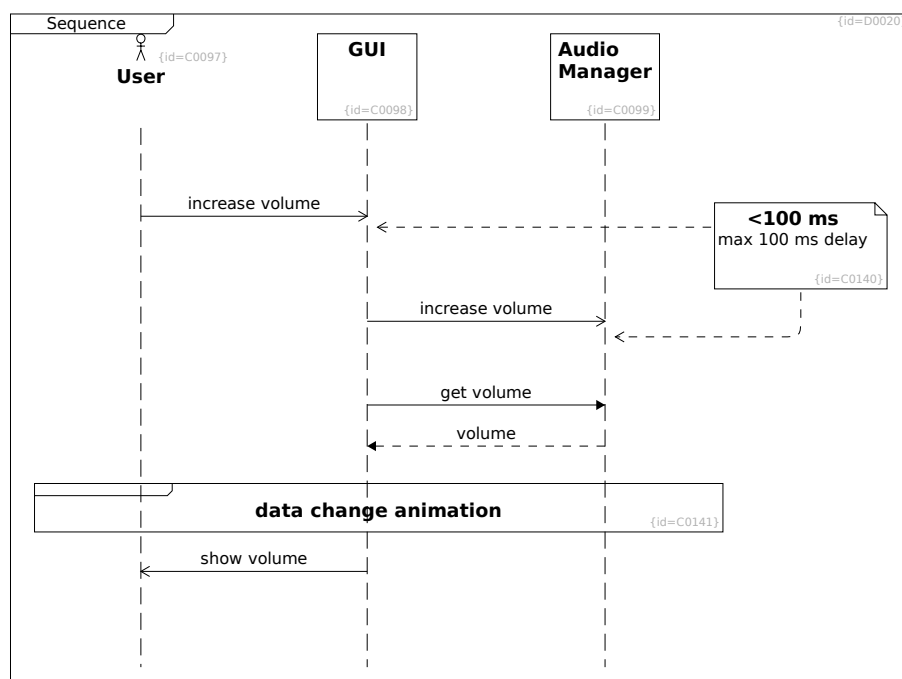 Sequence
{id=D0020}
{id=C0097}
User
GUI
{id=C0098}
Audio
Manager
{id=C0099}
increase volume
<100 ms
max 100 ms delay
{id=C0140}
increase volume
get volume
volume
data change animation
{id=C0141}
show volume